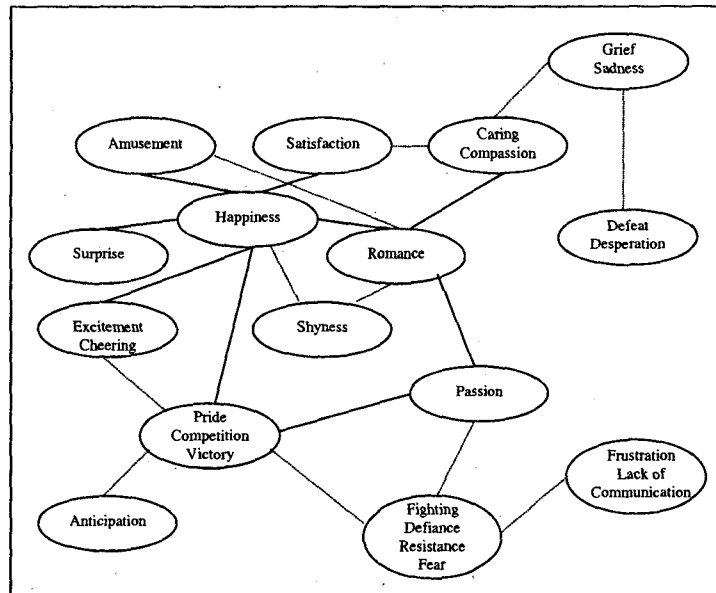 Grief
Sadness
Amusement
Satisfaction
Caring
Compassion
Happiness
Defeat
Desperation
Surprise
Romance
Excitement
Cheering
Shyness
Passion
Pride
Competition
Victory
Frustration
Lack of
Communication
Anticipation
Fighting
Defiance
Resistance
Fear